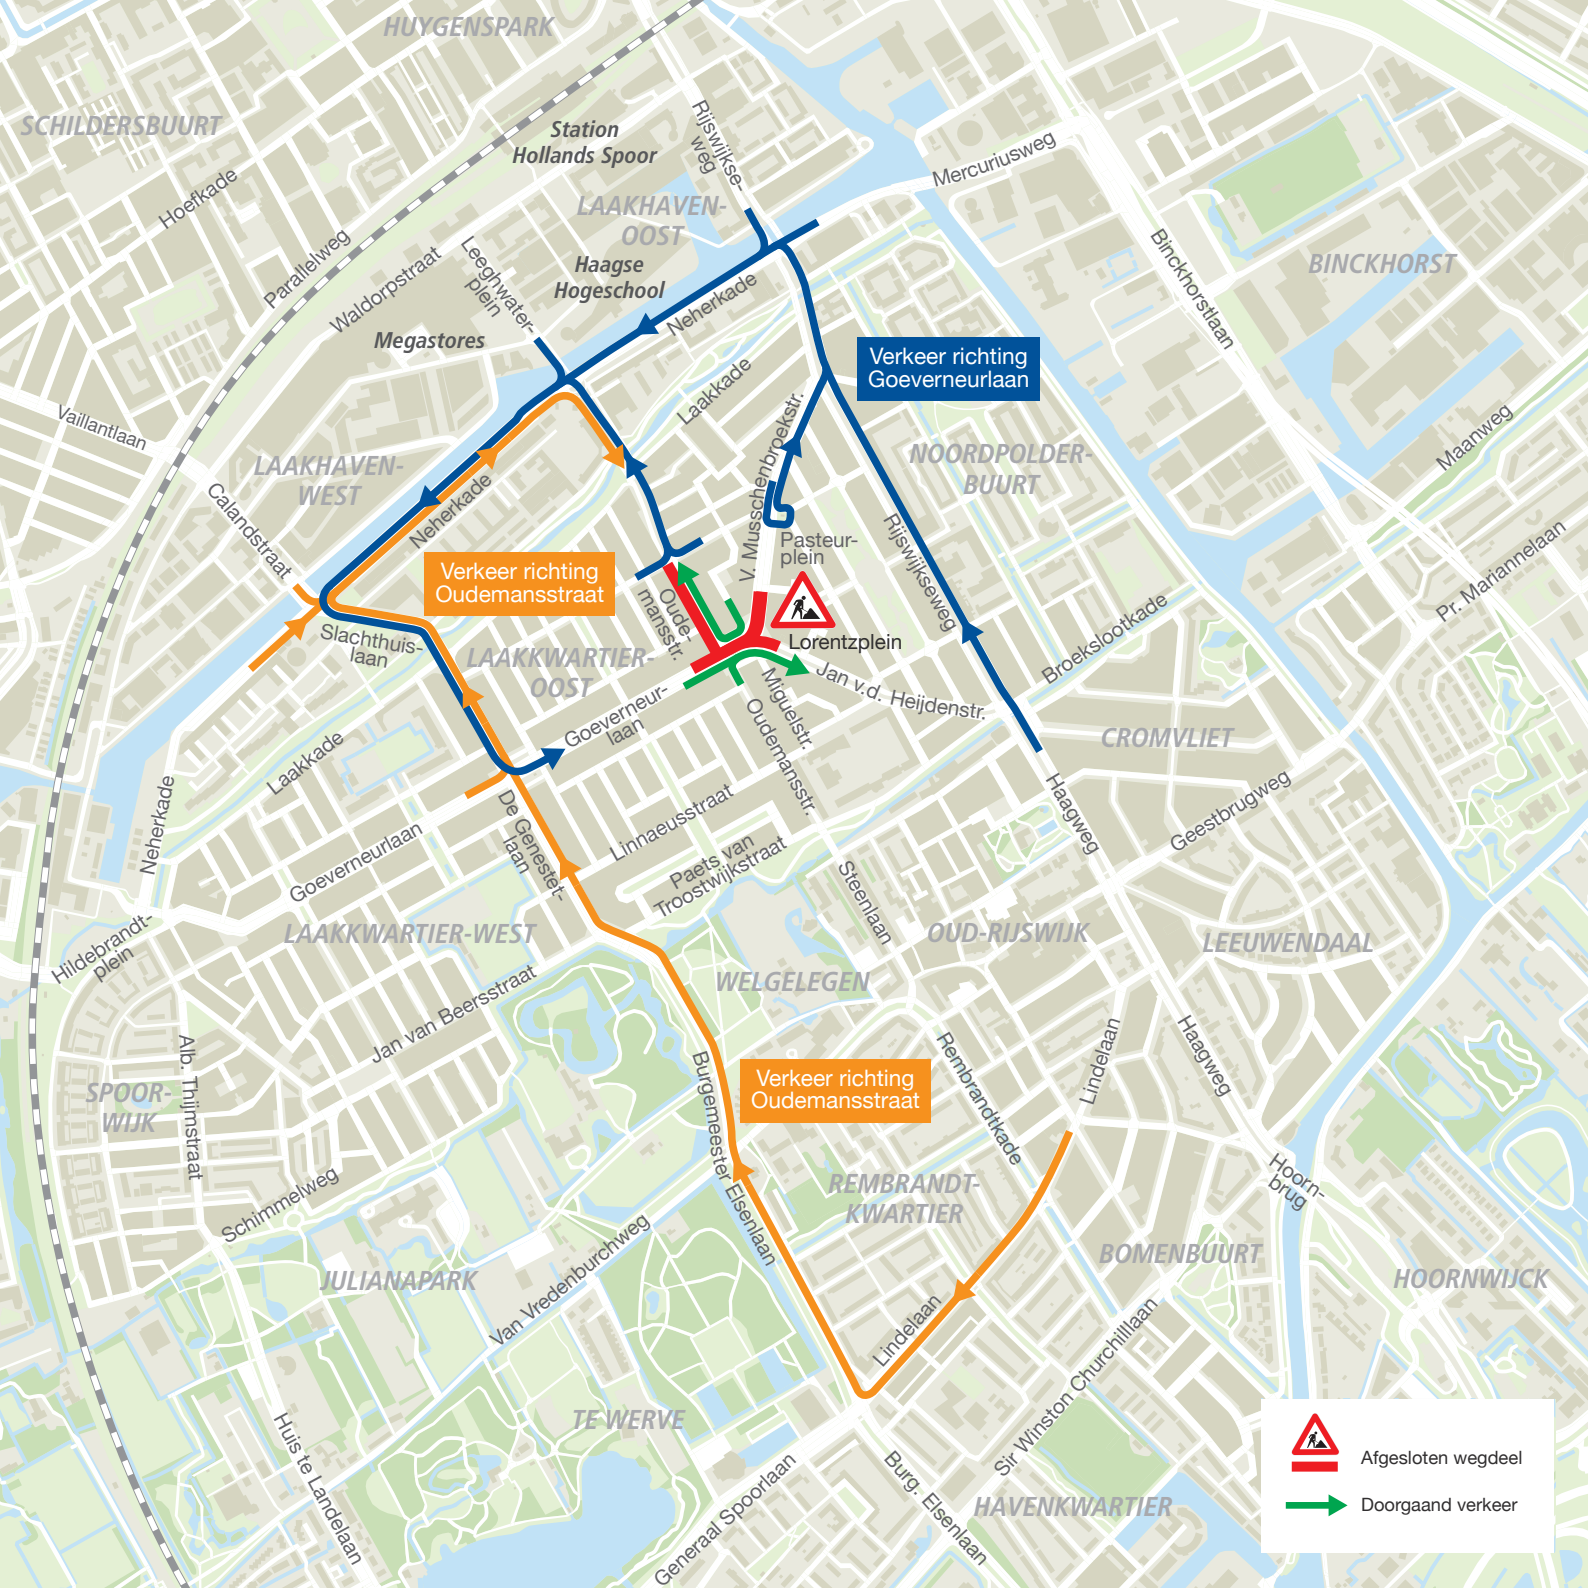 HUYGENSPARK
SCHILDERSBUURT
Station
Hollands Spoor
Rijswijkse-
weg
Mercuriusweg
Hoefkade
LAAKHAVEN-
OOST
Parallelweg
Waldorpstraat
Leeghwater-
plein
Haagse
Hogeschool
Binckhorstlaan
BINCKHORST
Neherkade
Megastores
Verkeer richting
Goeverneurlaan
Laakkade
Vaillantlaan
LAAKHAVEN-
WEST
V. Musschenbroekstr.
NOORDPOLDER-
BUURT
Maanweg
Calandstraat
Neherkade
Pasteur-
plein
Rijswijkseweg
Pr. Mariannelaan
Verkeer richting
Oudemansstraat
Oude-
mansstr.
Broekslootkade
Slachthuis-
laan
LAAKKWARTIER-
OOST
Lorentzplein
Jan v.d. Heijdenstr.
Miguelstr.
Oudemansstr.
Goeverneur-
laan
CROMVLIET
Laakkade
Neherkade
Haagweg
Geestbrugweg
De Genestet-
laan
Linnaeusstraat
Paets van
Troostwijkstraat
Goeverneurlaan
Steenlaan
Hildebrandt-
plein
LAAKKWARTIER-WEST
OUD-RIJSWIJK
LEEUWENDAAL
WELGELEGEN
Jan van Beersstraat
Alb. Thijmstraat
SPOOR-
WIJK
Burgemeester Elsenlaan
Verkeer richting
Oudemansstraat
Rembrandtkade
Lindelaan
Haagweg
Schimmelweg
REMBRANDT-
KWARTIER
Hoorn-
brug
Van Vredenburchweg
JULIANAPARK
BOMENBUURT
HOORNWIJCK
Lindelaan
Sir Winston Churchilllaan
TE WERVE
Huis te Landelaan
Generaal Spoorlaan
Burg. Elsenlaan
HAVENKWARTIER
Afgesloten wegdeel
Doorgaand verkeer